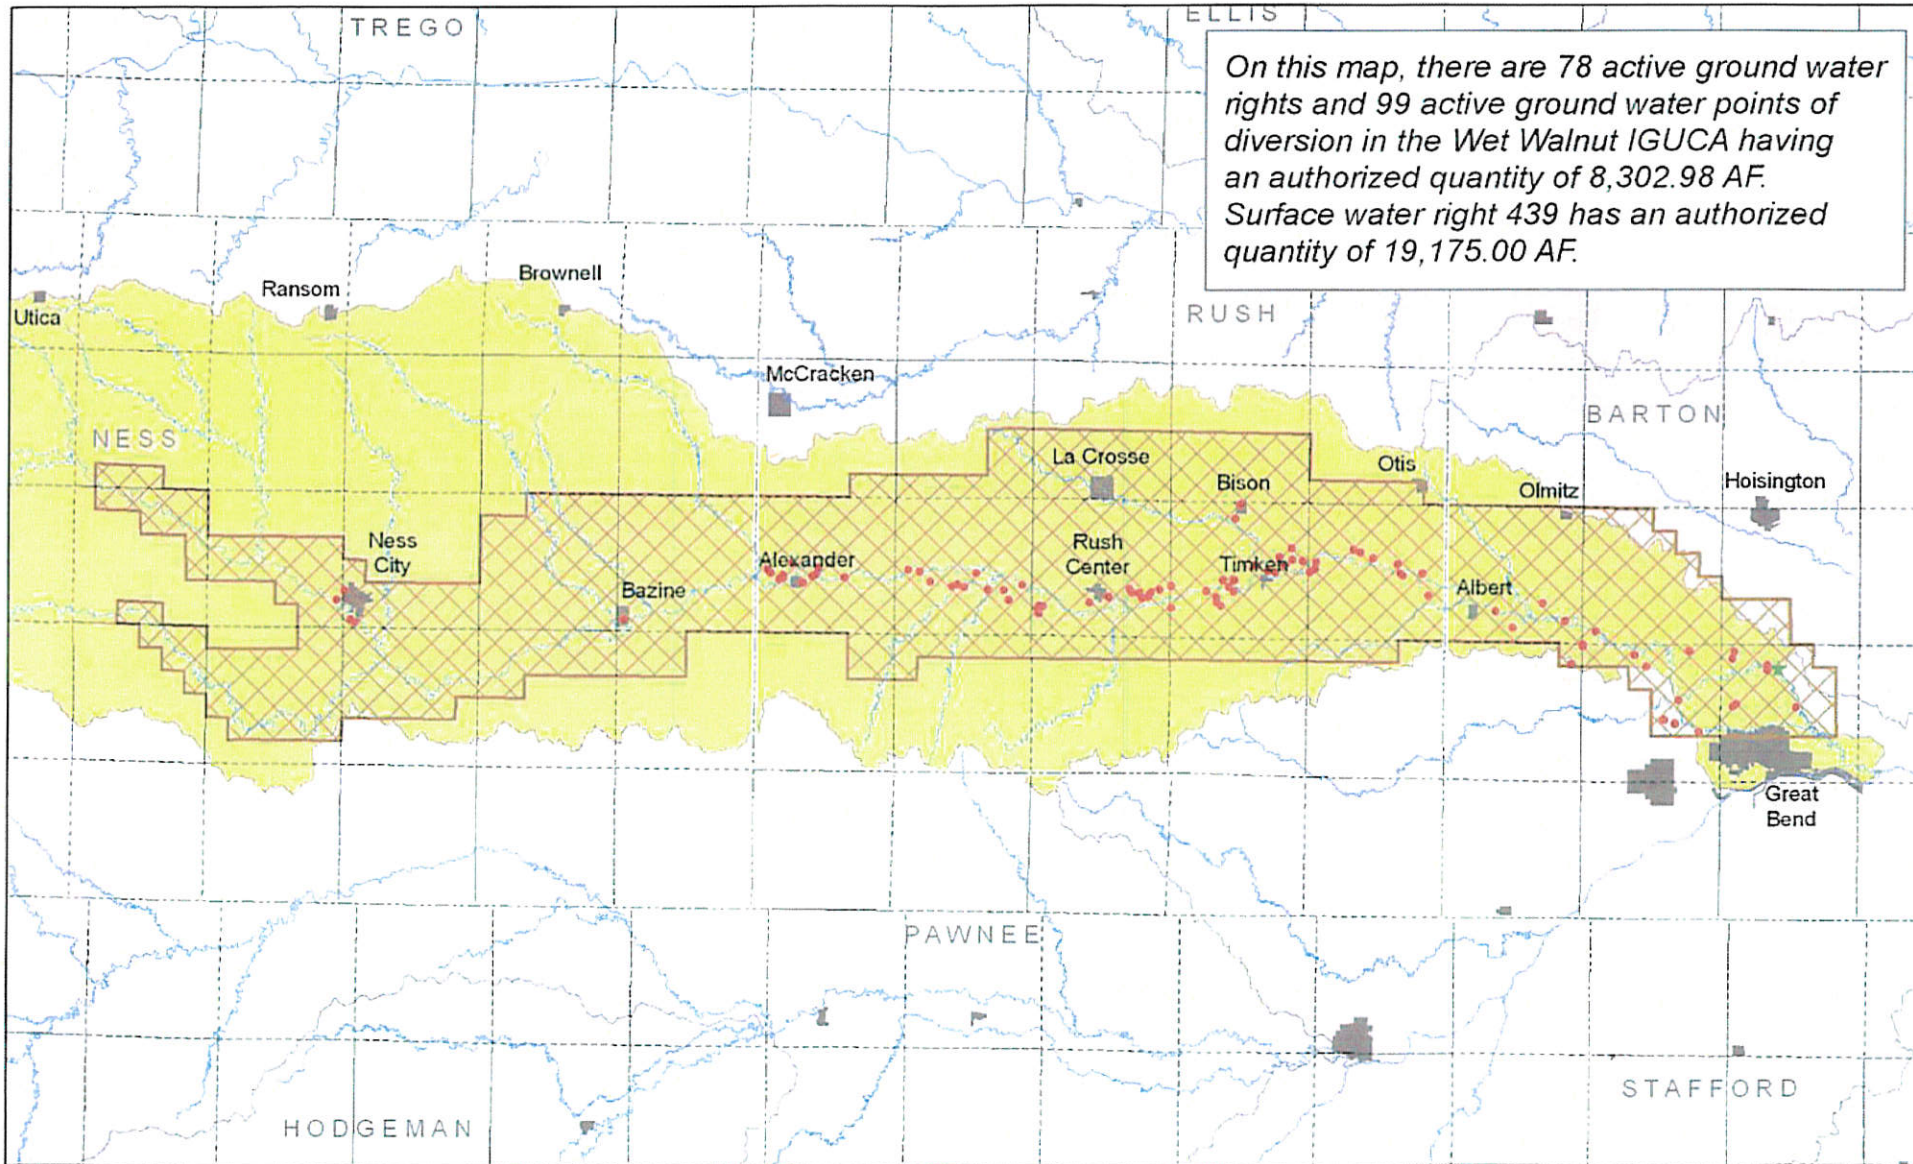 TREGO
ELLIS
On this map, there are 78 active ground water
rights and 99 active ground water points of
diversion in the Wet Walnut IGUCA having
an authorized quantity of 8,302.98 AF.
Surface water right 439 has an authorized
quantity of 19,175.00 AF.
Brownell
Ransom
Utica
RUSH
McCracken
BARTON
NESS
La Crosse
Otis
Bison
Olmitz
Hoisington
Ness
City
Alexander
Rush
Center
Timken
Bazine
Albert
Great
Bend
PAWNEE
STAFFORD
HODGEMAN